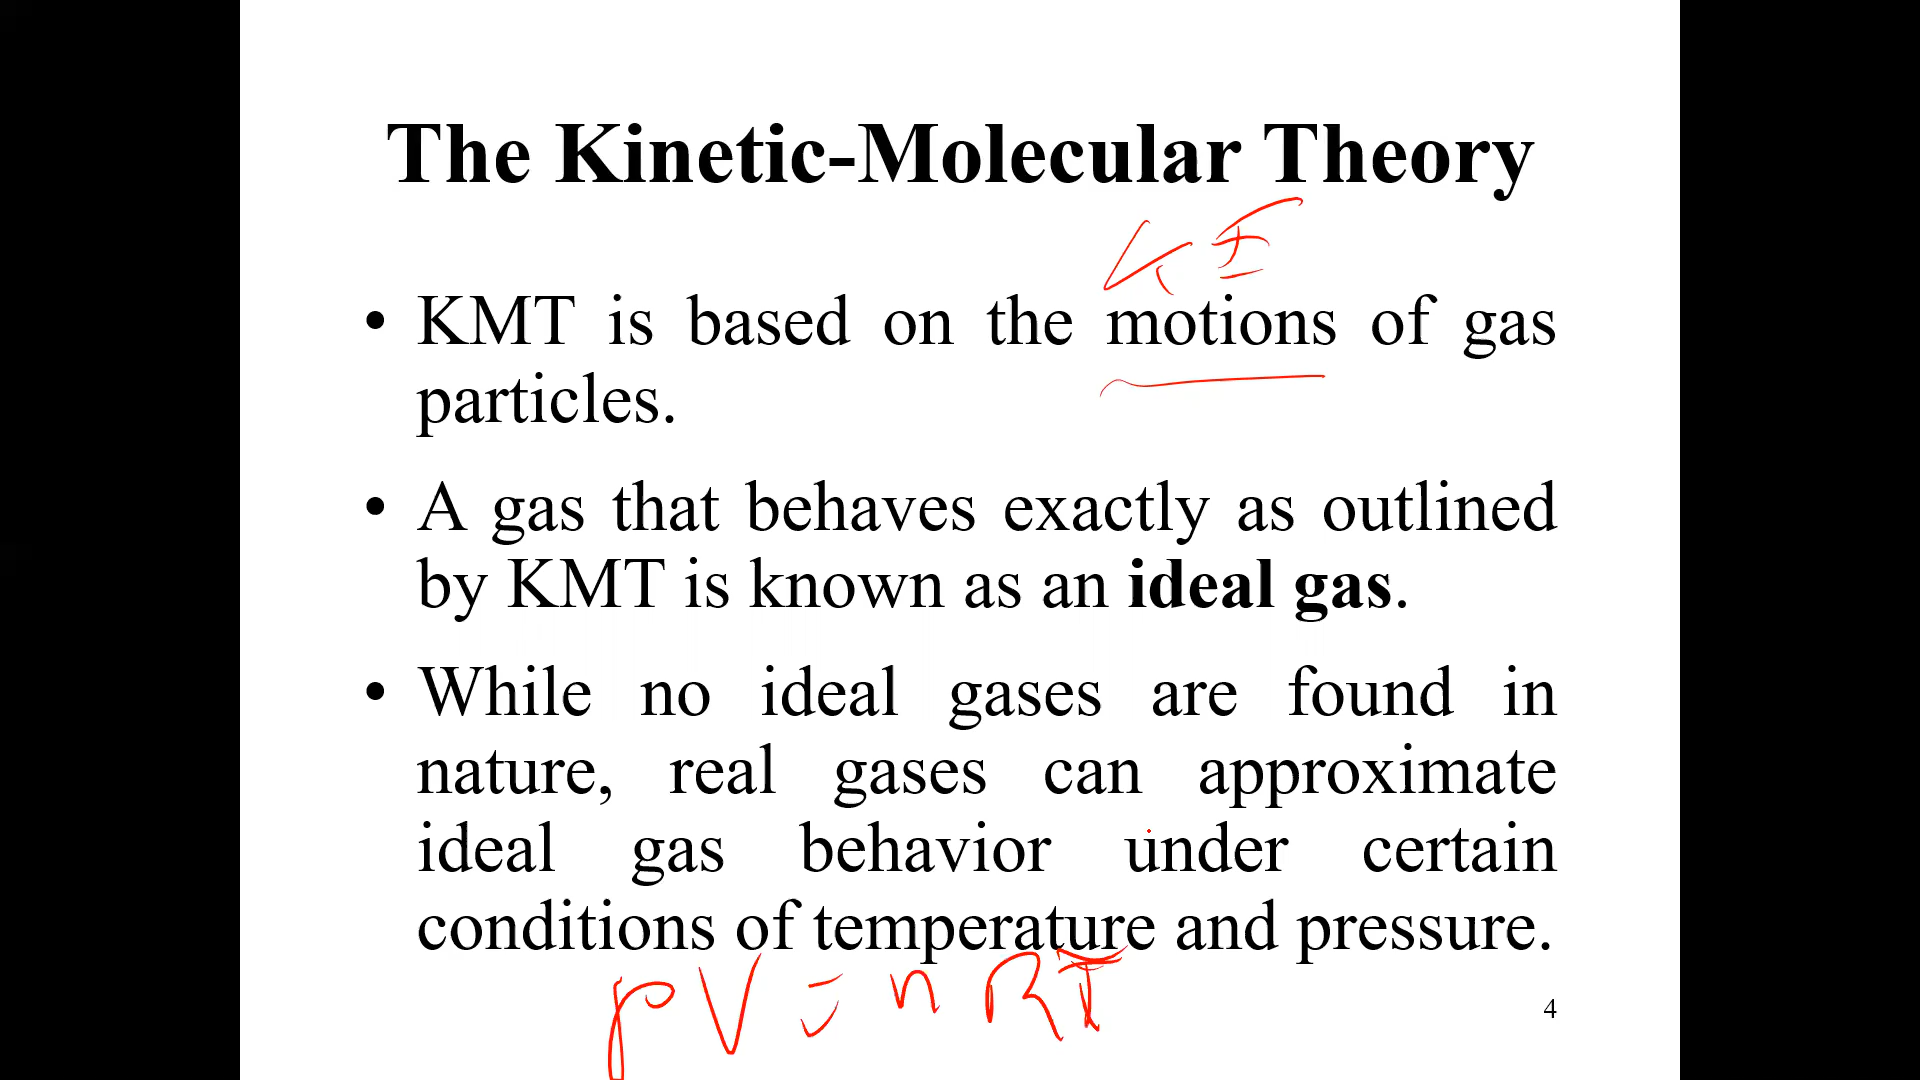 The Kinetic-Molecular Theory
KE
• KMT is based on the motions of gas
particles.
• A gas that behaves exactly as outlined
by KMT is known as an ideal gas.
• While no ideal gases are found in
nature, real gases can approximate
ideal gas behavior under certain
conditions of temperature and pressure.
PV = nRT
4